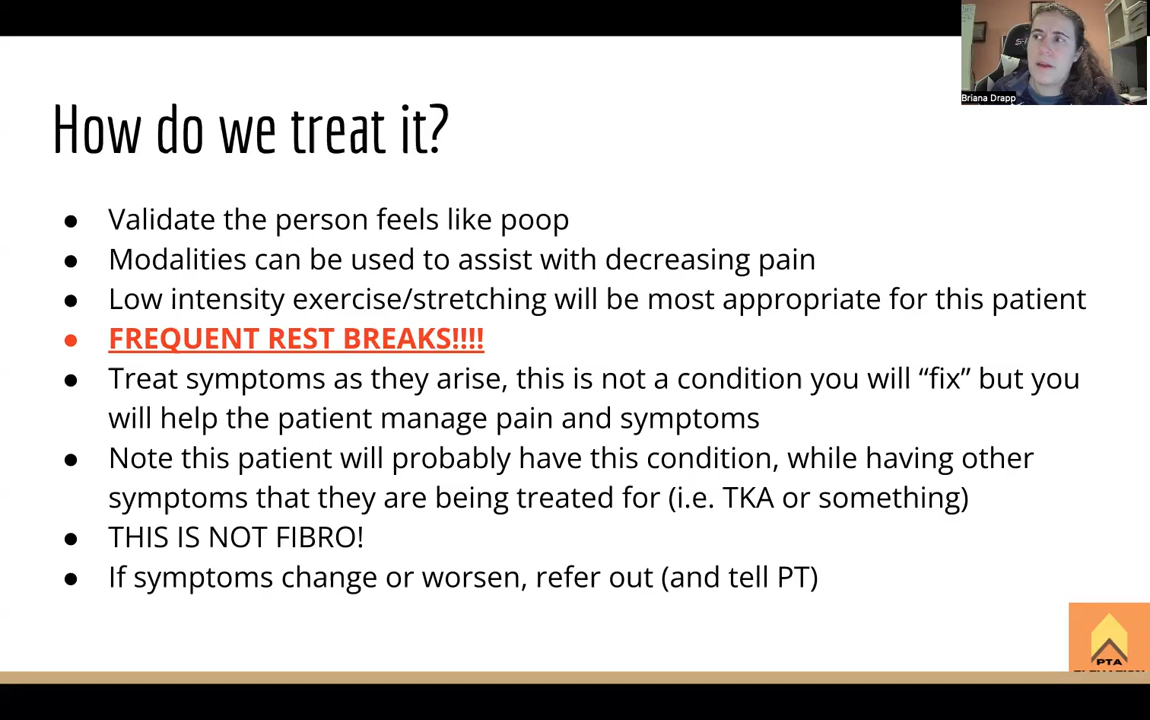 Briana Drapp
How do we treat it?
● Validate the person feels like poop
● Modalities can be used to assist with decreasing pain
● Low intensity exercise/stretching will be most appropriate for this patient
● FREQUENT REST BREAKS!!!!
● Treat symptoms as they arise, this is not a condition you will “fix” but you
will help the patient manage pain and symptoms
● Note this patient will probably have this condition, while having other
symptoms that they are being treated for (i.e. TKA or something)
● THIS IS NOT FIBRO!
● If symptoms change or worsen, refer out (and tell PT)
PTA